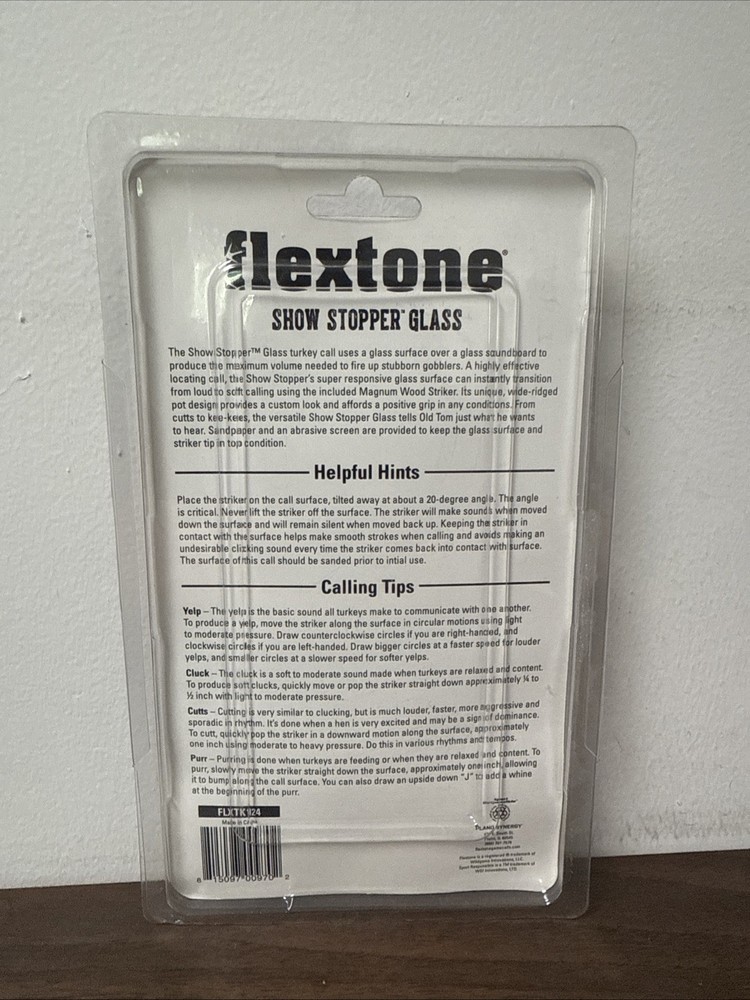 flextone®
SHOW STOPPER™ GLASS
The Show Stopper™ Glass turkey call uses a glass surface over a glass soundboard to
produce the maximum volume needed to fire up stubborn gobblers. A highly effective
locating call, the Show Stopper's super responsive glass surface can instantly transition
from loud to soft calling using the included Magnum Wood Striker. Its unique, wide-ridged
pot design provides a custom look and affords a positive grip in any conditions. From
cutts to kee-kees, the versatile Show Stopper Glass tells Old Tom just what he wants
to hear. Sandpaper and an abrasive screen are provided to keep the glass surface and
striker tip in top condition.
Helpful Hints
Place the striker on the call surface, tilted away at about a 20-degree angle. The angle
is critical. Never lift the striker off the surface. The striker will make sounds when moved
down the surface and will remain silent when moved back up. Keeping the striker in
contact with the surface helps make smooth strokes when calling and avoids making an
undesirable clicking sound every time the striker comes back into contact with surface.
The surface of this call should be sanded prior to intial use.
Calling Tips
Yelp – The yelp is the basic sound all turkeys make to communicate with one another.
To produce a yelp, move the striker along the surface in circular motions using light
to moderate pressure. Draw counterclockwise circles if you are right-handed, and
clockwise circles if you are left-handed. Draw bigger circles at a faster speed for louder
yelps, and smaller circles at a slower speed for softer yelps.
Cluck – The cluck is a soft to moderate sound made when turkeys are relaxed and content.
To produce soft clucks, quickly move or pop the striker straight down approximately ¼ to
½ inch with light to moderate pressure.
Cutts – Cutting is very similar to clucking, but is much louder, faster, more aggressive and
sporadic in rhythm. It's done when a hen is very excited and may be a sign of dominance.
To cut, quickly pop the striker in a downward motion along the surface, approximately
one inch using moderate to heavy pressure. Do this in various rhythms and tempos.
Purr – Purring is done when turkeys are feeding or when they are relaxed and content. To
purr, slowly move the striker straight down the surface, approximately one inch, allowing
it to bump along the call surface. You can also draw an upside down "J" to add a whine
at the beginning of the purr.
FLXTK124
Made in China
6 15097 00970 2
PLANO SYNERGY
Flextone is a registered ® trademark of
Wildgame Innovations, LLC.